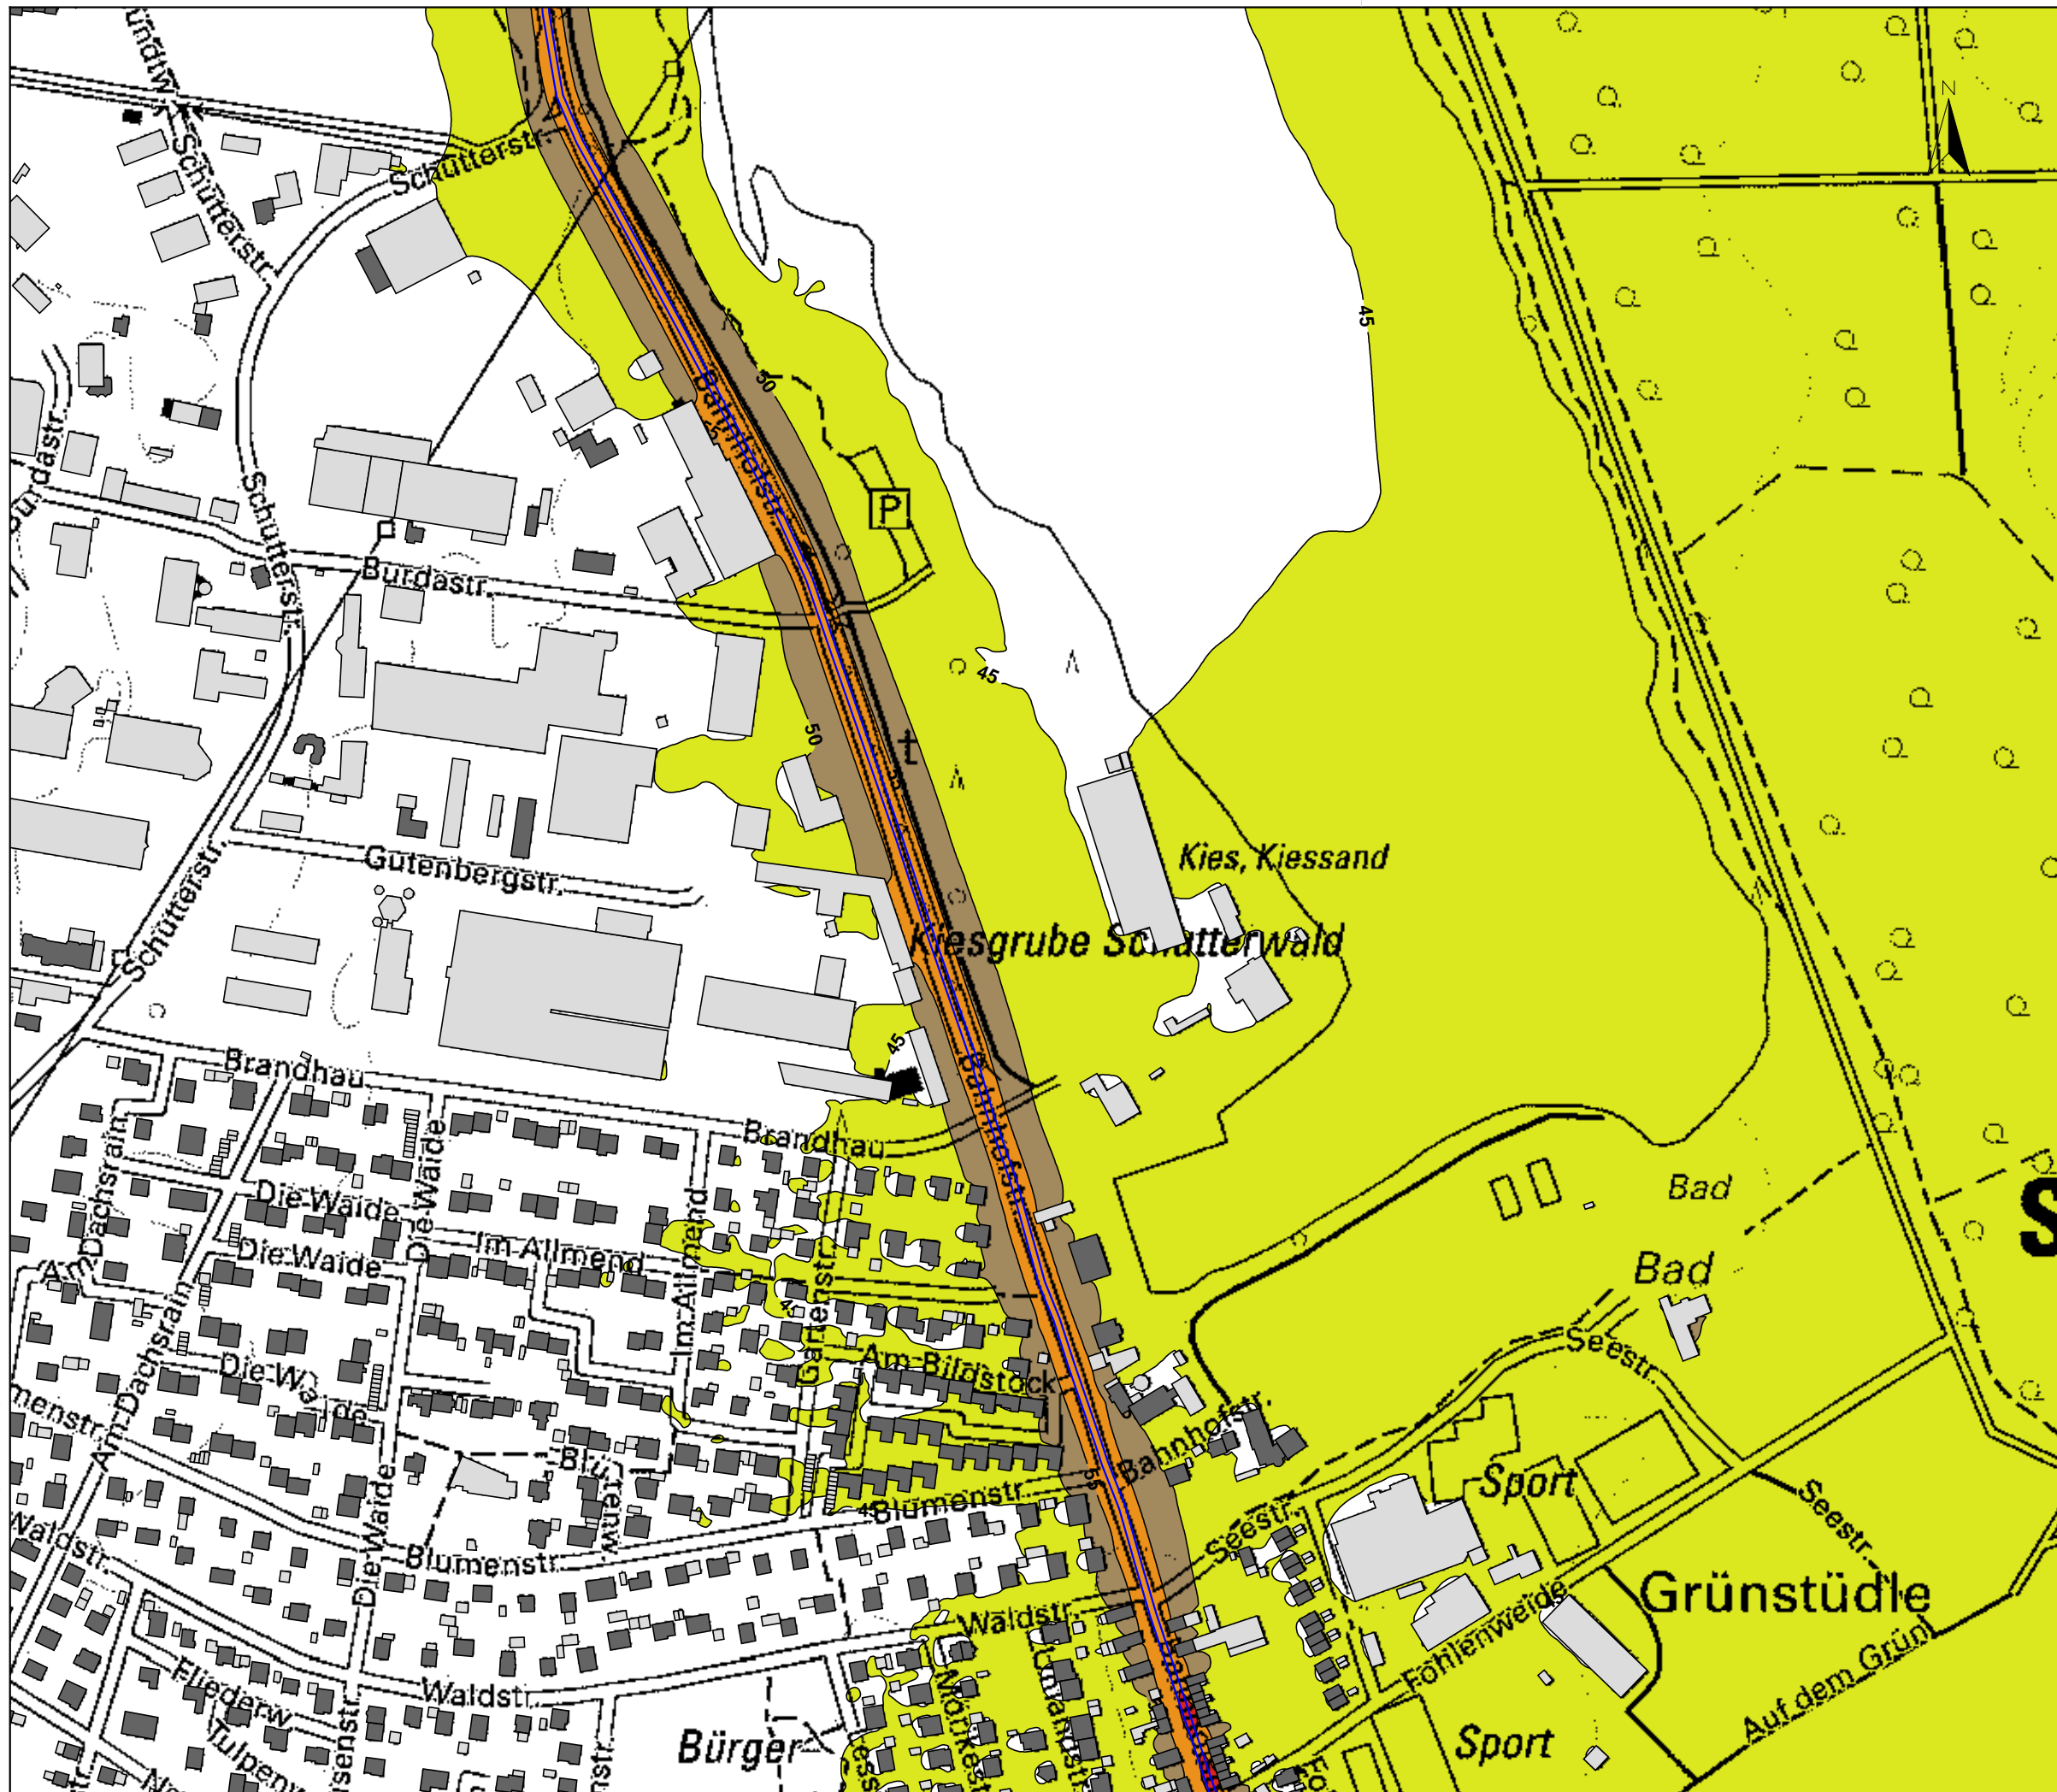 N
Schutterstr.
Schutterstr.
45
Bahnhofstr.
50
P
Schutterstr.
Burdastr.
Burdastr.
45
50
Kies, Kiessand
Gutenbergstr.
Schutterstr.
Kiesgrube Schutterwald
45
Brandhau
Brandhau
Bahnhofstr.
Am Dachsrain
Die Waide
Die Waide
Bad
Im Allmend
Im Allmend
Die Waide
Bad
S
Gartenstr.
Seestr.
Am Bildstock
Am Dachsrain
Bahnhofstr.
menstr.
Sport
Blumenstr.
Seestr.
Seestr.
Waldstr.
Die Waide
Blumenstr.
Grünstüdle
Waldstr.
Fohlenweide
Auf dem Grün
Fliederw
Waldstr.
Bürger
Sport